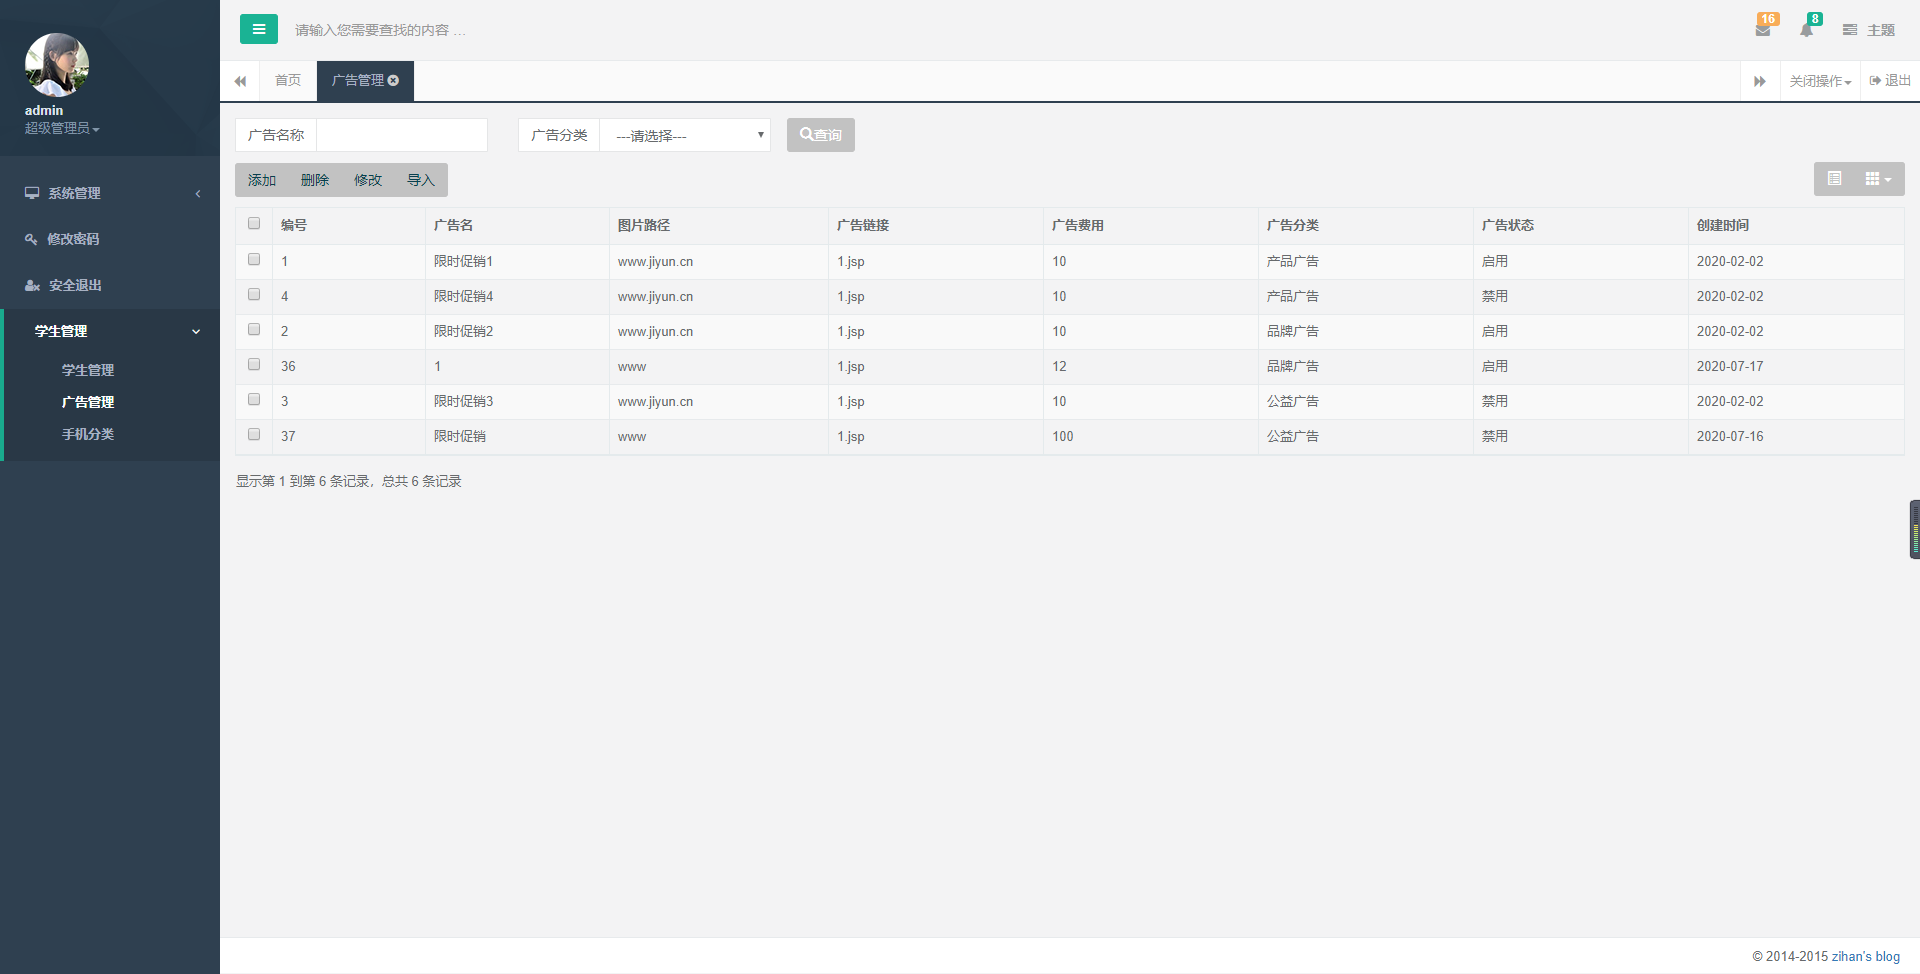 请输入您需要查找的内容 …
16
8
主题
admin
超级管理员
首页
广告管理
关闭操作
退出
系统管理
修改密码
安全退出
学生管理
学生管理
广告管理
手机分类
广告名称
广告分类 ---请选择---
查询
添加 删除 修改 导入
编号 广告名 图片路径 广告链接 广告费用 广告分类 广告状态 创建时间
1 限时促销1 www.jiyun.cn 1.jsp 10 产品广告 启用 2020-02-02
4 限时促销4 www.jiyun.cn 1.jsp 10 产品广告 禁用 2020-02-02
2 限时促销2 www.jiyun.cn 1.jsp 10 品牌广告 启用 2020-02-02
36 1 www 1.jsp 12 品牌广告 启用 2020-07-17
3 限时促销3 www.jiyun.cn 1.jsp 10 公益广告 禁用 2020-02-02
37 限时促销 www 1.jsp 100 公益广告 禁用 2020-07-16
显示第 1 到第 6 条记录，总共 6 条记录
© 2014-2015 zihan's blog